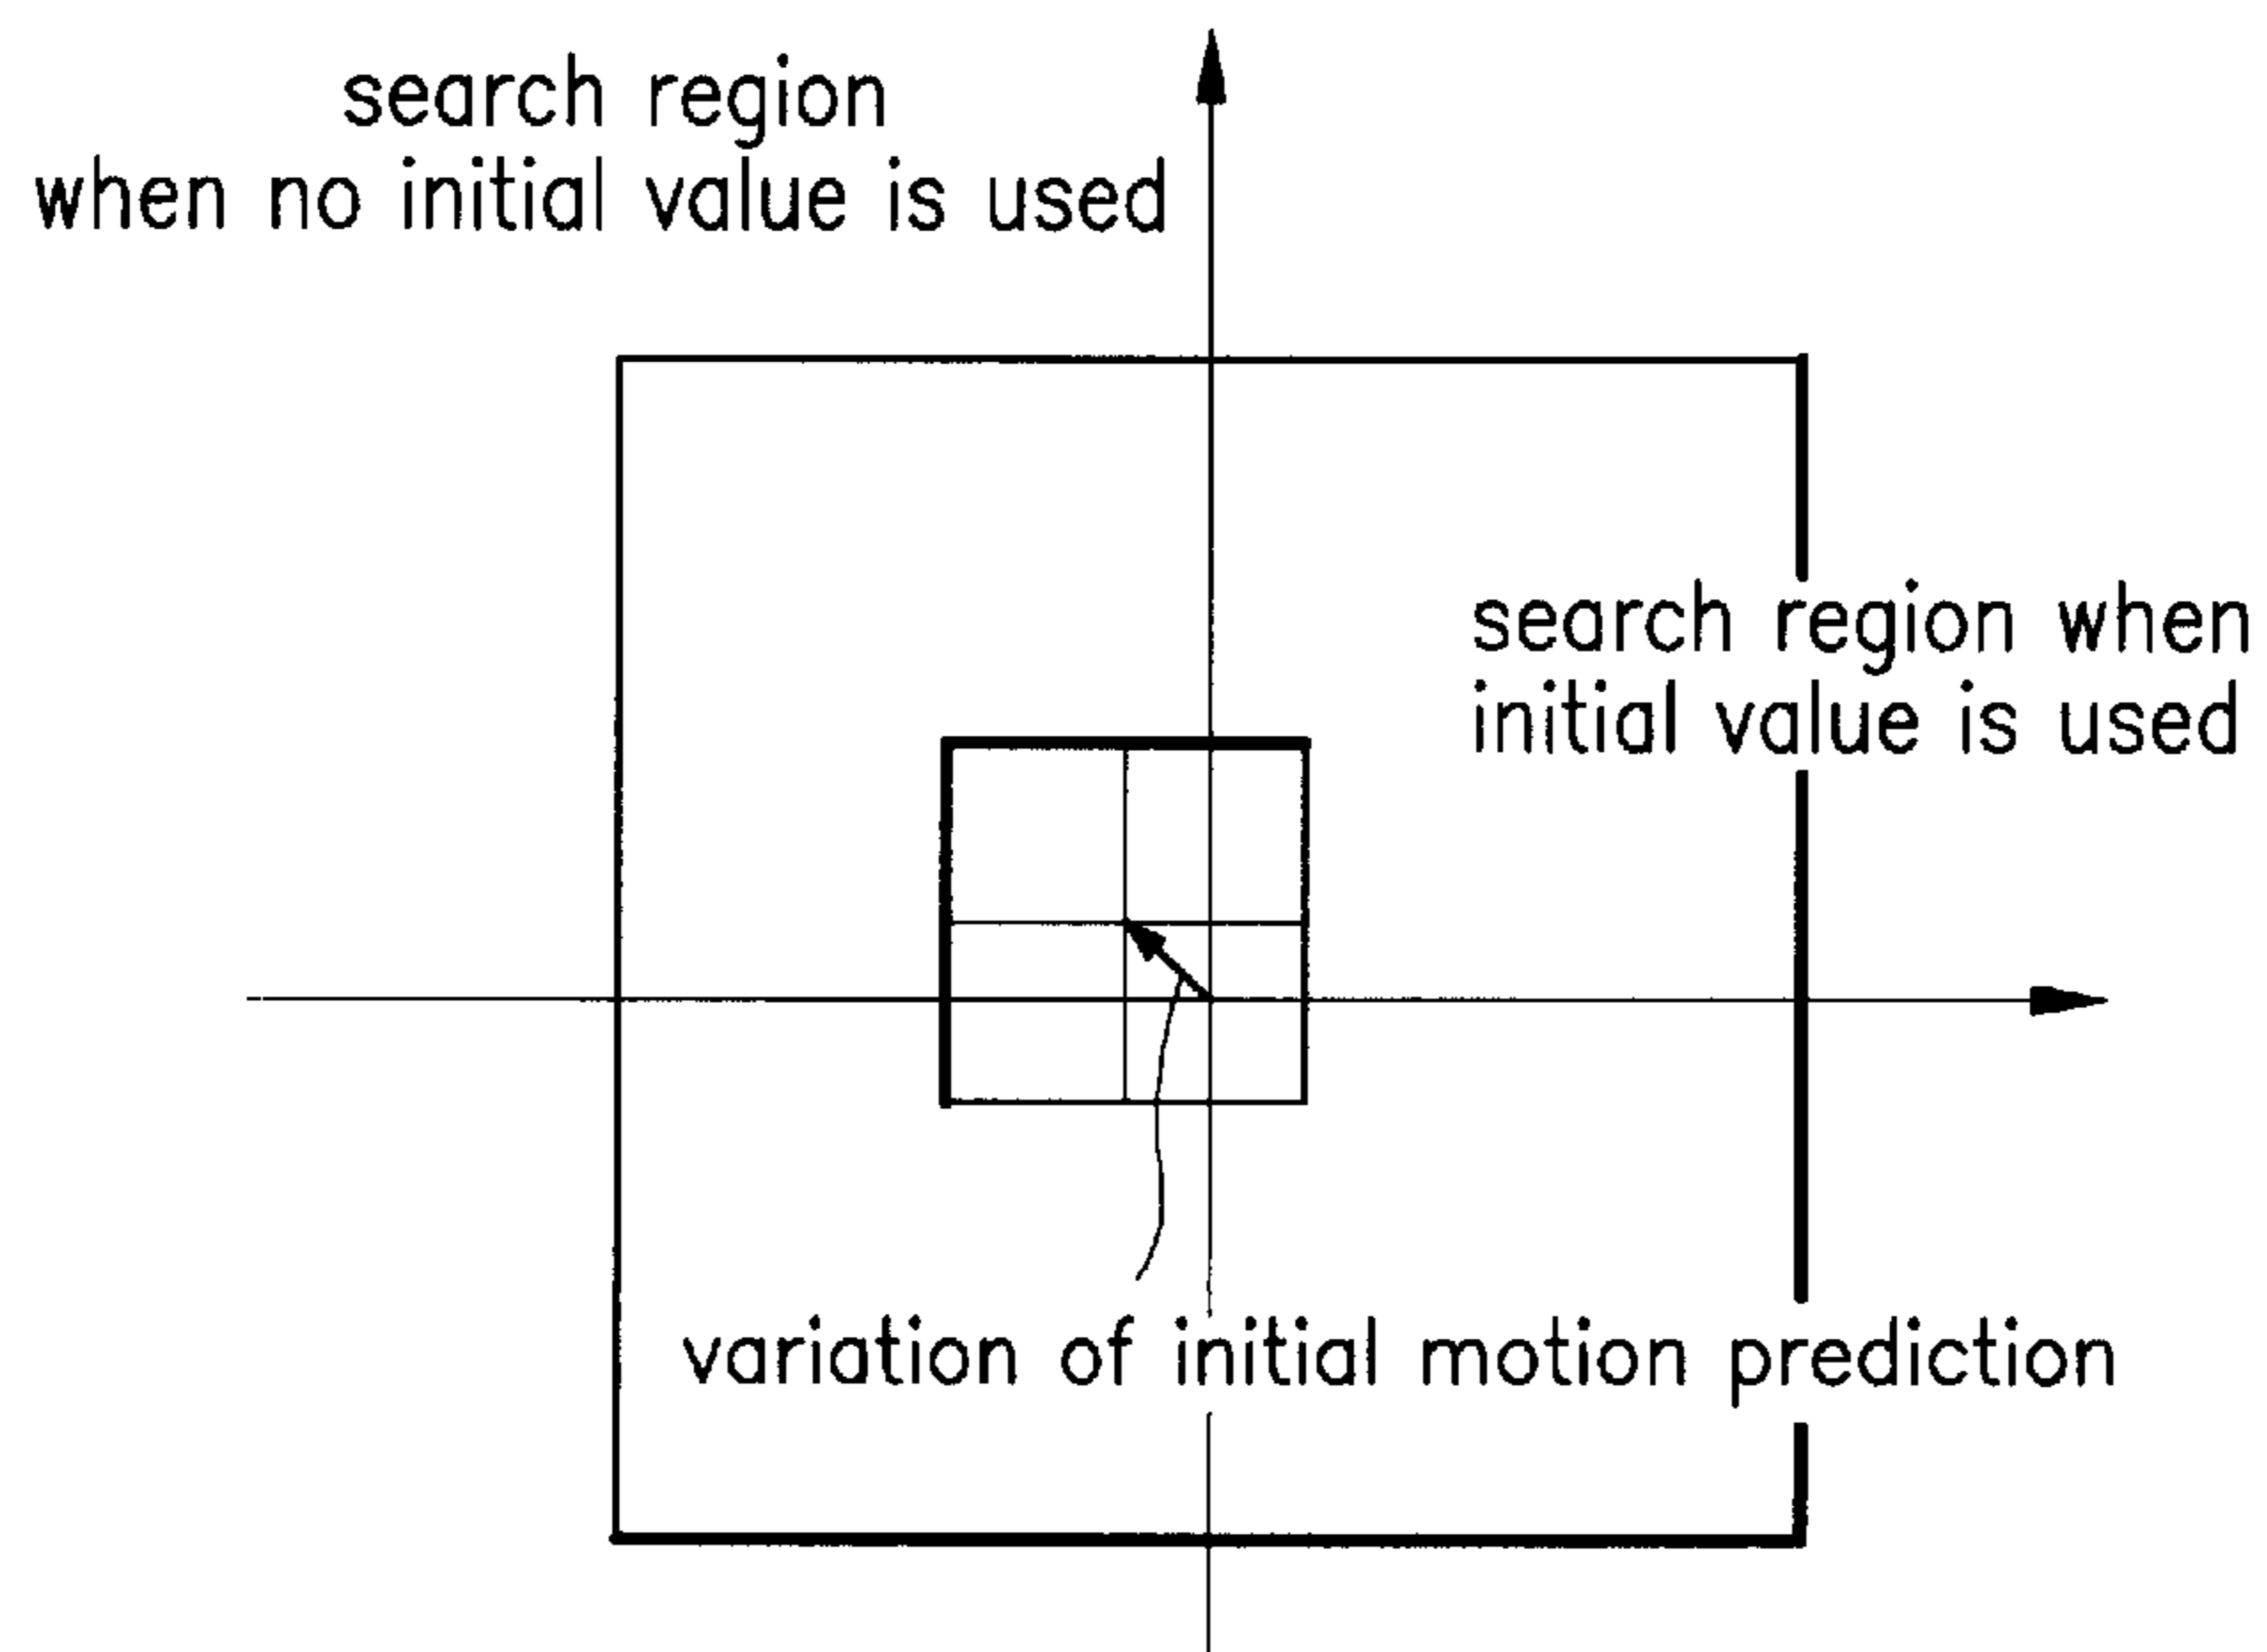 search region
when no initial value is used
search region when
initial value is used
variation of initial motion prediction